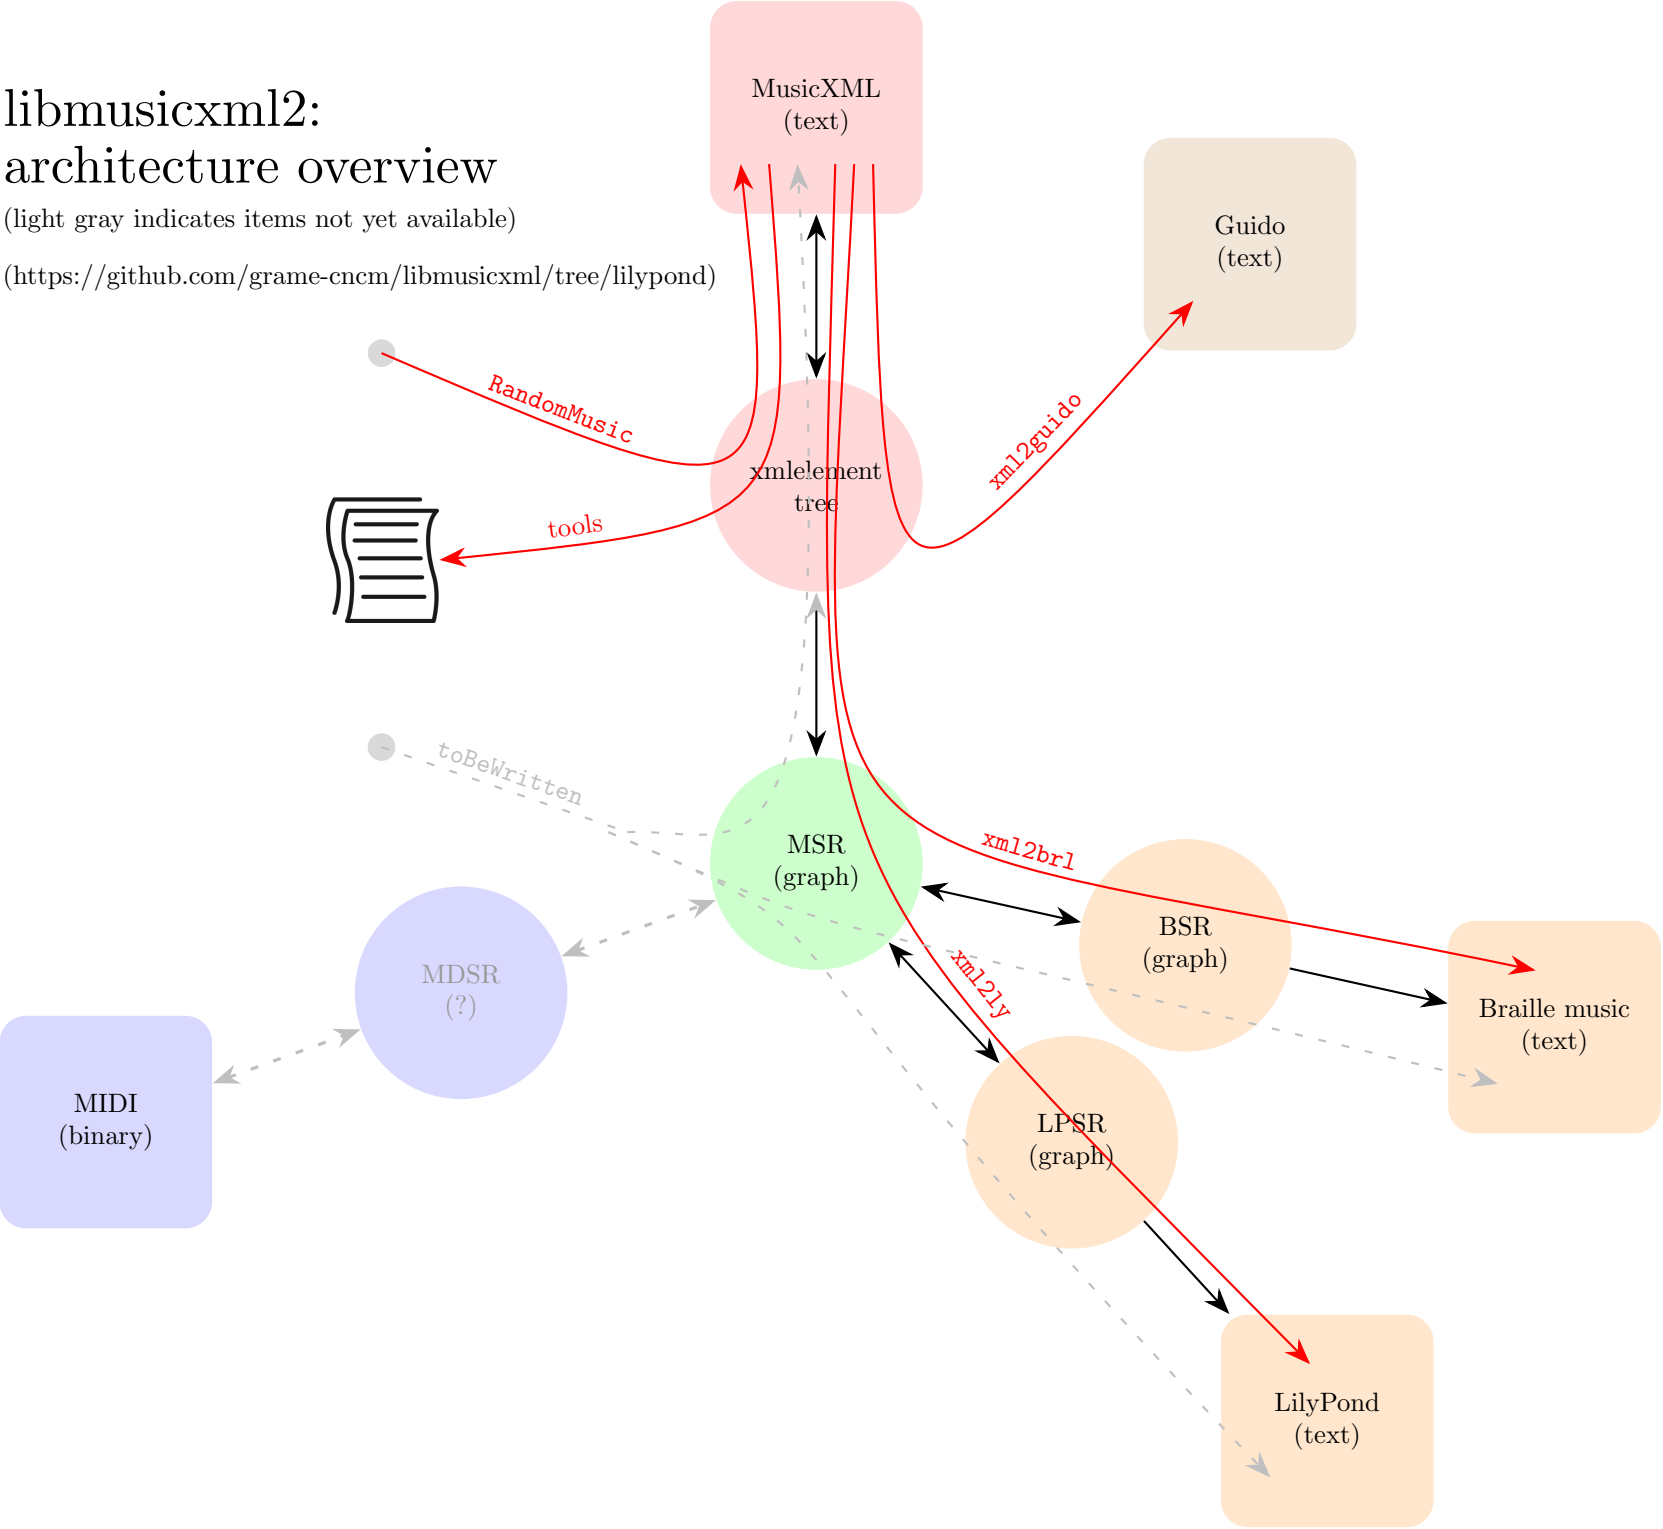 libmusicxml2:
architecture overview
(light gray indicates items not yet available)
(https://github.com/grame-cncm/libmusicxml/tree/lilypond)
MusicXML
(text)
Guido
(text)
RandomMusic
xml2guido
xmlelement
tree
tools
toBeWritten
MSR
(graph)
xml2brl
BSR
(graph)
xml2ly
MDSR
(?)
Braille music
(text)
MIDI
(binary)
LPSR
(graph)
LilyPond
(text)